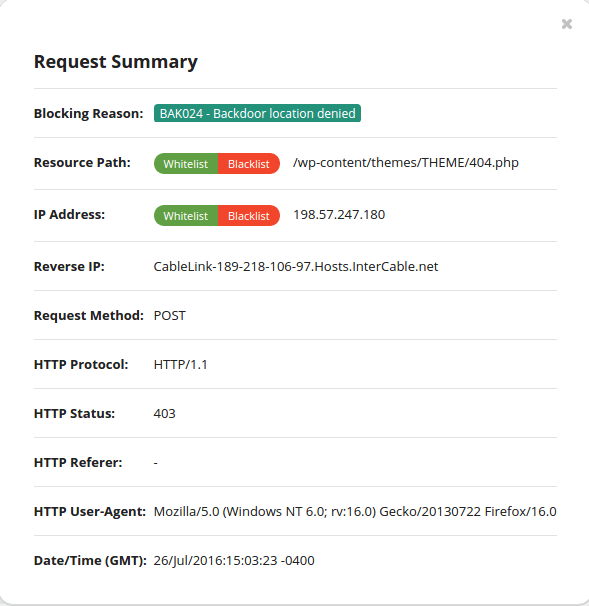 Request Summary
Blocking Reason: BAK024 - Backdoor location denied
Resource Path: Whitelist Blacklist /wp-content/themes/THEME/404.php
IP Address: Whitelist Blacklist 198.57.247.180
Reverse IP: CableLink-189-218-106-97.Hosts.InterCable.net
Request Method: POST
HTTP Protocol: HTTP/1.1
HTTP Status: 403
HTTP Referer: -
HTTP User-Agent: Mozilla/5.0 (Windows NT 6.0; rv:16.0) Gecko/20130722 Firefox/16.0
Date/Time (GMT): 26/Jul/2016:15:03:23 -0400